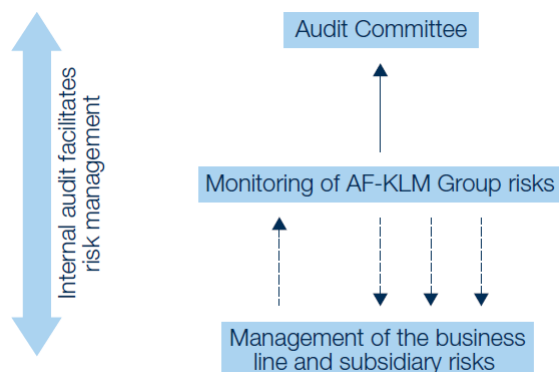 Audit Committee
Internal audit facilitates
risk management
Monitoring of AF-KLM Group risks
Management of the business
line and subsidiary risks